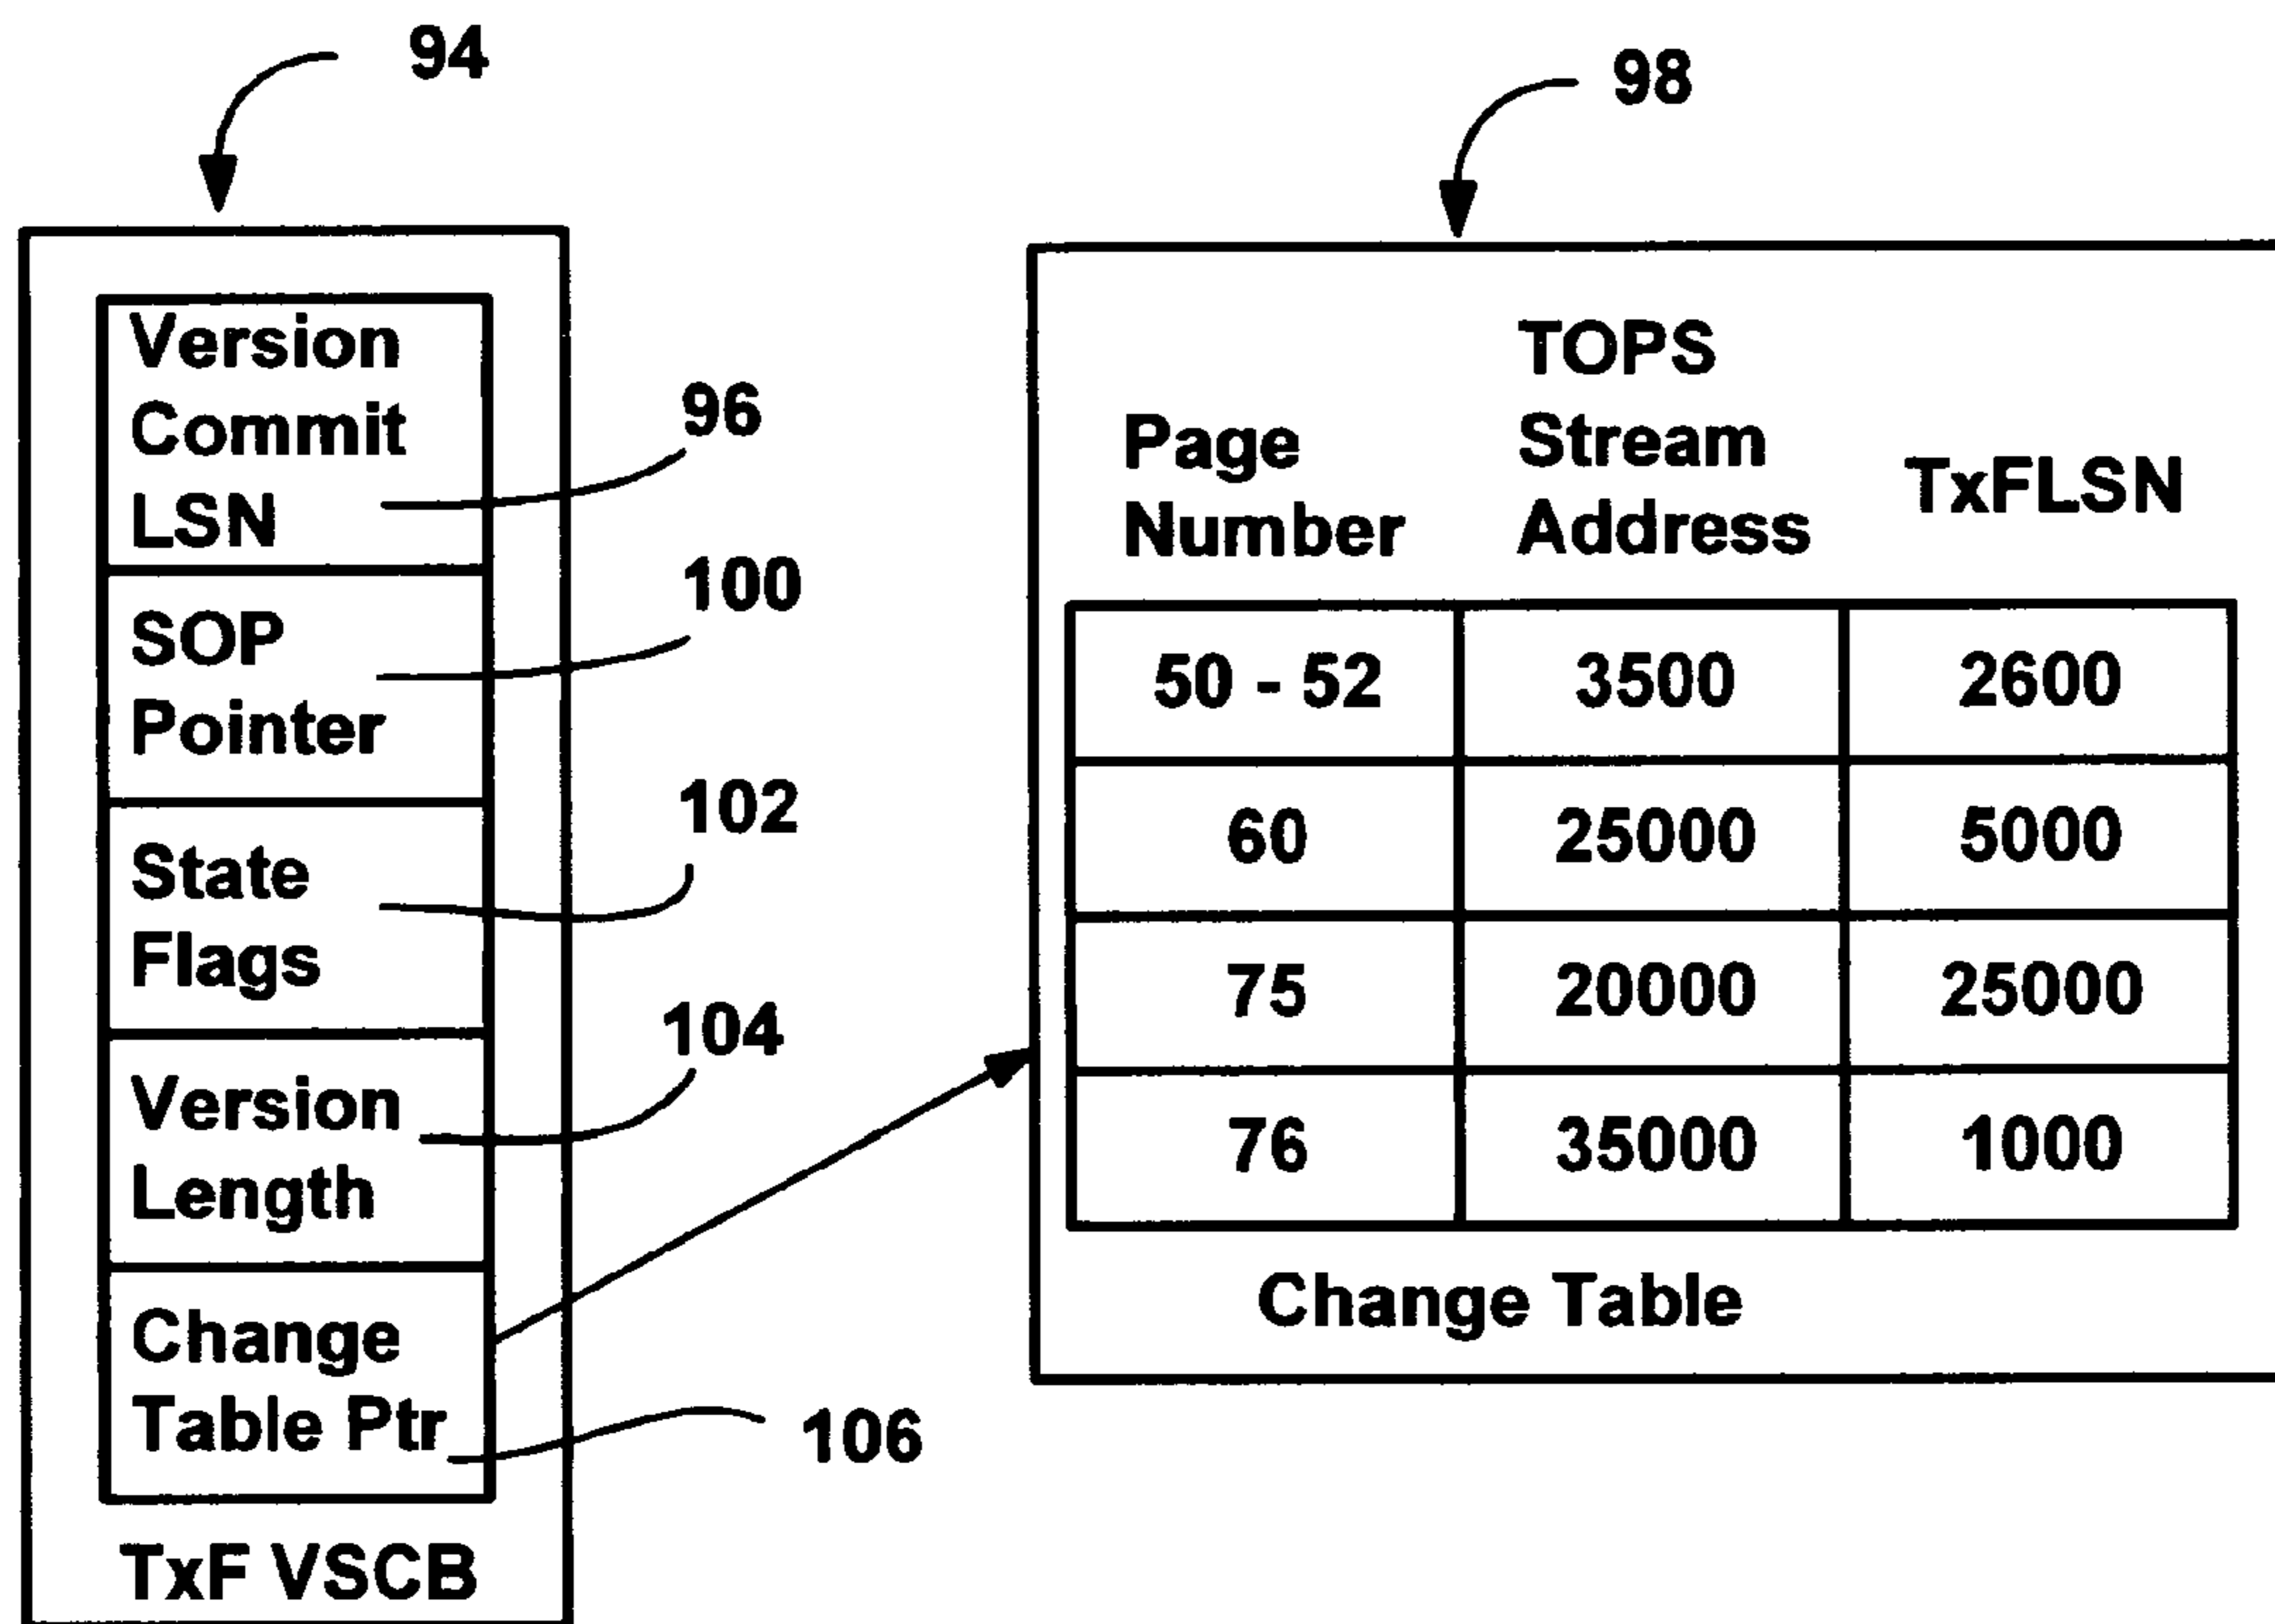 94
98
Version
Commit
LSN
96
SOP
Pointer
100
State
Flags
102
Version
Length
104
Change
Table Ptr
106
TxF VSCB
Page
Number
TOPS
Stream
Address
TxFLSN
50 - 52 3500 2600
60 25000 5000
75 20000 25000
76 35000 1000
Change Table